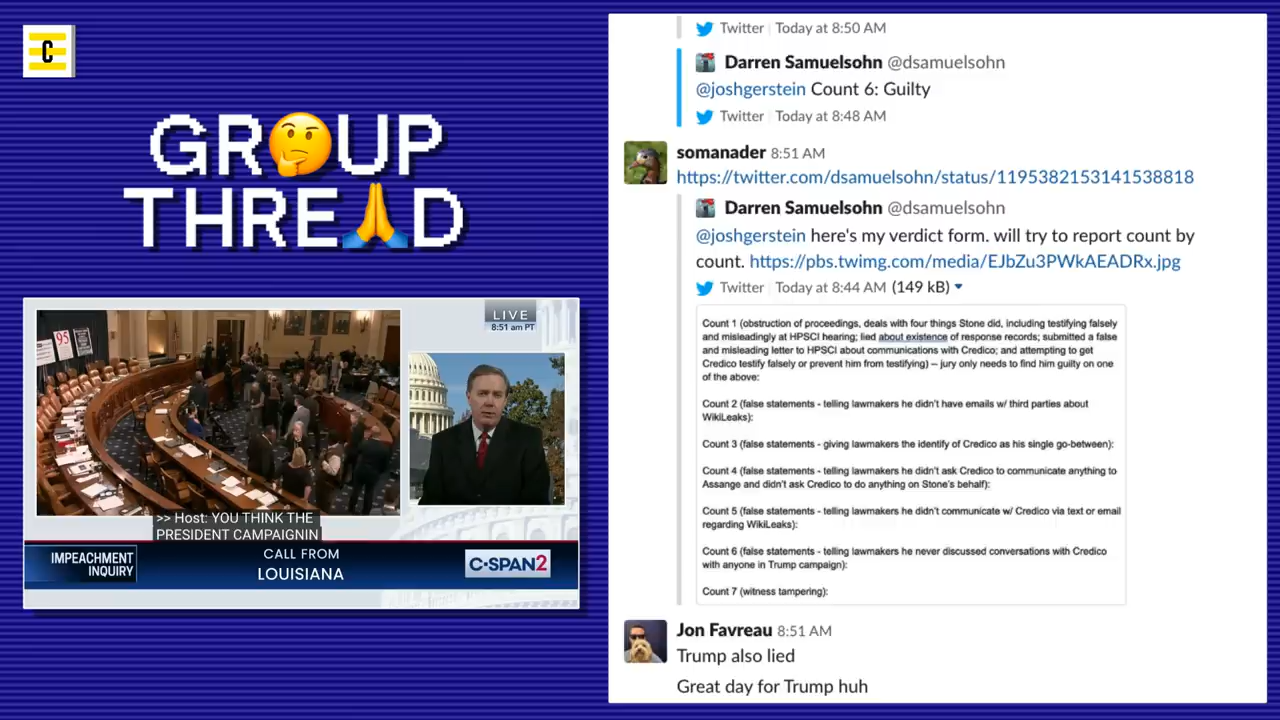 C
GR🤔UP
THRE🙏D
95
LIVE
8:51 am PT
>> Host: YOU THINK THE
PRESIDENT CAMPAIGNIN
IMPEACHMENT
INQUIRY
CALL FROM
LOUISIANA
C·SPAN2
Twitter | Today at 8:50 AM
Darren Samuelsohn @dsamuelsohn
@joshgerstein Count 6: Guilty
Twitter | Today at 8:48 AM
somanader 8:51 AM
https://twitter.com/dsamuelsohn/status/1195382153141538818
Darren Samuelsohn @dsamuelsohn
@joshgerstein here's my verdict form. will try to report count by
count. https://pbs.twimg.com/media/EJbZu3PWkAEADRx.jpg
Twitter | Today at 8:44 AM (149 kB)
Count 1 (obstruction of proceedings, deals with four things Stone did, including testifying falsely
and misleadingly at HPSCI hearing; lied about existence of response records; submitted a false
and misleading letter to HPSCI about communications with Credico; and attempting to get
Credico testify falsely or prevent him from testifying) – jury only needs to find him guilty on one
of the above:
Count 2 (false statements - telling lawmakers he didn't have emails w/ third parties about
WikiLeaks):
Count 3 (false statements - giving lawmakers the identify of Credico as his single go-between):
Count 4 (false statements - telling lawmakers he didn't ask Credico to communicate anything to
Assange and didn't ask Credico to do anything on Stone's behalf):
Count 5 (false statements - telling lawmakers he didn't communicate w/ Credico via text or email
regarding WikiLeaks):
Count 6 (false statements - telling lawmakers he never discussed conversations with Credico
with anyone in Trump campaign):
Count 7 (witness tampering):
Jon Favreau 8:51 AM
Trump also lied
Great day for Trump huh